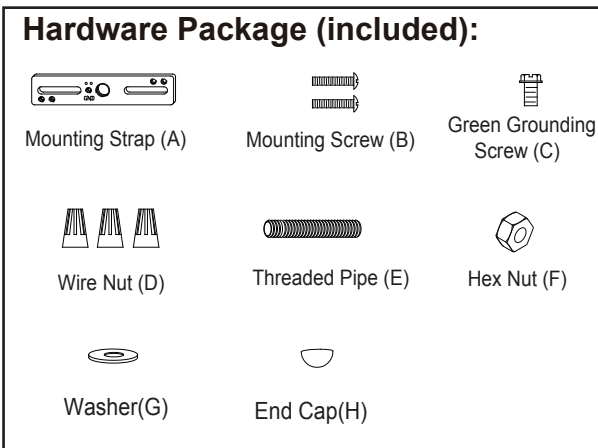 Hardware Package (included):
GND
Mounting Strap (A)
Mounting Screw (B)
Green Grounding
Screw (C)
Wire Nut (D)
Threaded Pipe (E)
Hex Nut (F)
Washer(G)
End Cap(H)